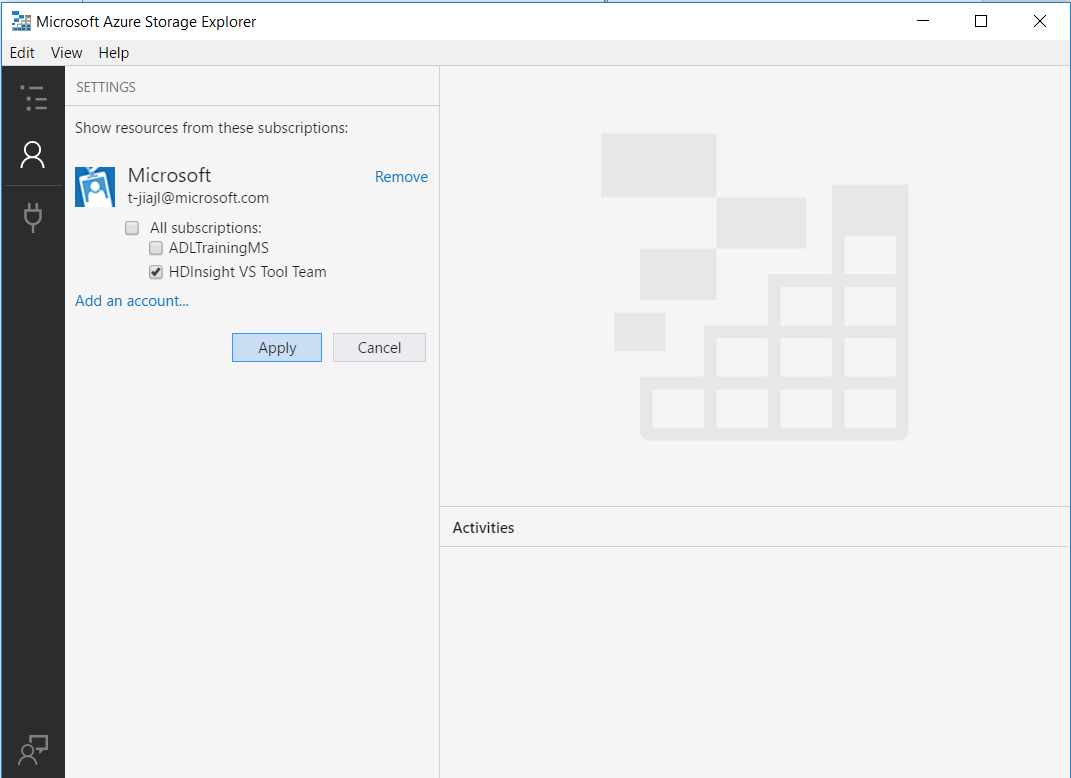 Microsoft Azure Storage Explorer
Edit View Help
SETTINGS
Show resources from these subscriptions:
Microsoft Remove
t-jiajl@microsoft.com
All subscriptions:
ADLTrainingMS
HDInsight VS Tool Team
Add an account...
Apply Cancel
Activities